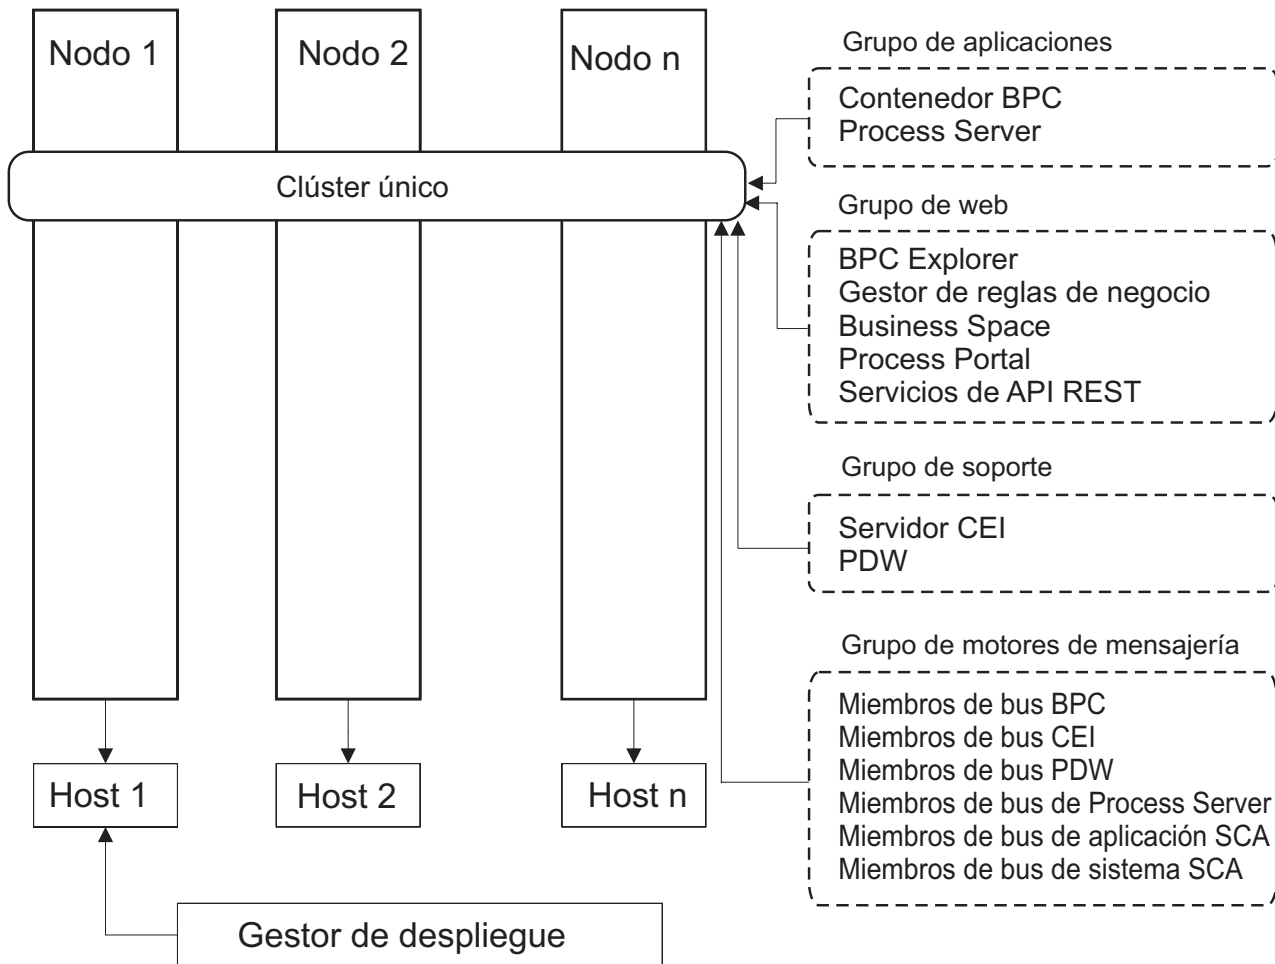 Nodo 1
Nodo 2
Nodo n
Clúster único
Host 1
Host 2
Host n
Gestor de despliegue
Grupo de aplicaciones
Contenedor BPC
Process Server
Grupo de web
BPC Explorer
Gestor de reglas de negocio
Business Space
Process Portal
Servicios de API REST
Grupo de soporte
Servidor CEI
PDW
Grupo de motores de mensajería
Miembros de bus BPC
Miembros de bus CEI
Miembros de bus PDW
Miembros de bus de Process Server
Miembros de bus de aplicación SCA
Miembros de bus de sistema SCA